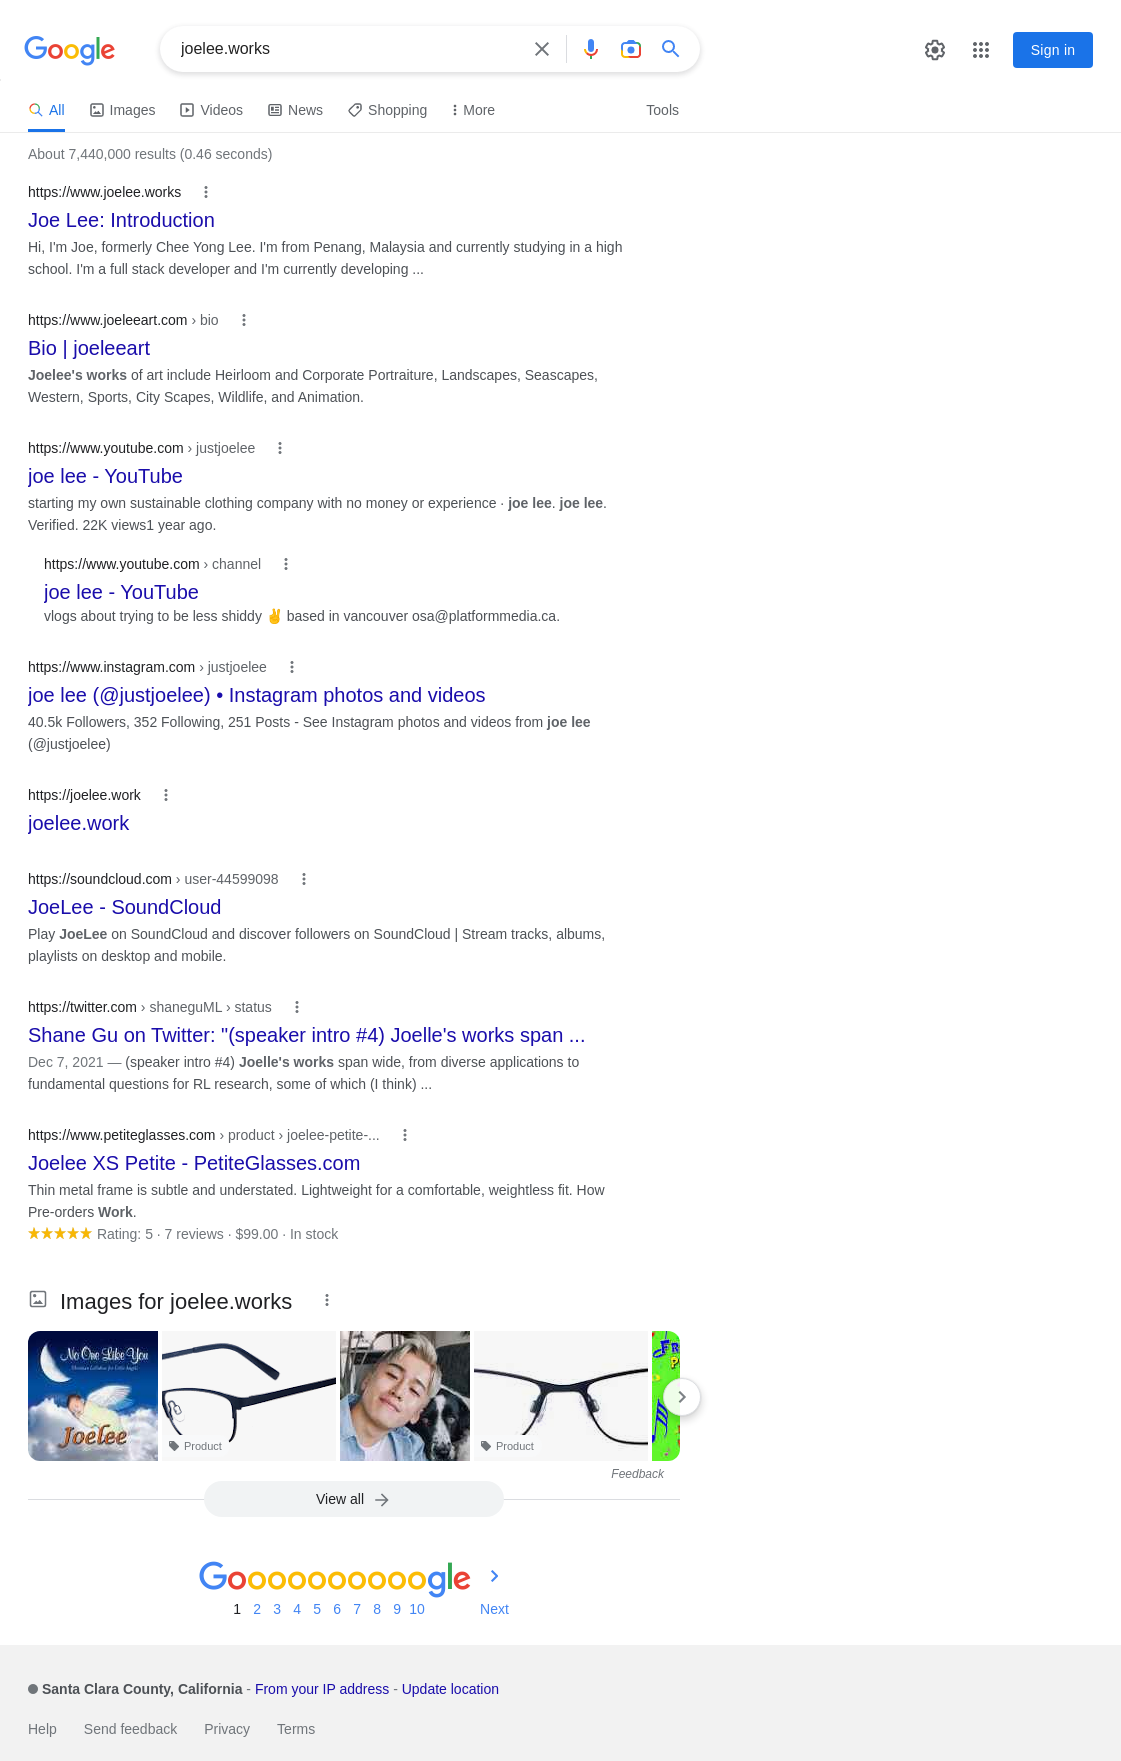 Google
joelee.works
Sign in
All
Images
Videos
News
Shopping
More
Tools
About 7,440,000 results (0.46 seconds)
https://www.joelee.works
Joe Lee: Introduction
Hi, I'm Joe, formerly Chee Yong Lee. I'm from Penang, Malaysia and currently studying in a high
school. I'm a full stack developer and I'm currently developing ...
https://www.joeleeart.com › bio
Bio | joeleeart
Joelee's works of art include Heirloom and Corporate Portraiture, Landscapes, Seascapes,
Western, Sports, City Scapes, Wildlife, and Animation.
https://www.youtube.com › justjoelee
joe lee - YouTube
starting my own sustainable clothing company with no money or experience · joe lee. joe lee.
Verified. 22K views1 year ago.
https://www.youtube.com › channel
joe lee - YouTube
vlogs about trying to be less shiddy ✌️ based in vancouver osa@platformmedia.ca.
https://www.instagram.com › justjoelee
joe lee (@justjoelee) • Instagram photos and videos
40.5k Followers, 352 Following, 251 Posts - See Instagram photos and videos from joe lee
(@justjoelee)
https://joelee.work
joelee.work
https://soundcloud.com › user-44599098
JoeLee - SoundCloud
Play JoeLee on SoundCloud and discover followers on SoundCloud | Stream tracks, albums,
playlists on desktop and mobile.
https://twitter.com › shaneguML › status
Shane Gu on Twitter: "(speaker intro #4) Joelle's works span ...
Dec 7, 2021 — (speaker intro #4) Joelle's works span wide, from diverse applications to
fundamental questions for RL research, some of which (I think) ...
https://www.petiteglasses.com › product › joelee-petite-...
Joelee XS Petite - PetiteGlasses.com
Thin metal frame is subtle and understated. Lightweight for a comfortable, weightless fit. How
Pre-orders Work.
Rating: 5 · 7 reviews · $99.00 · In stock
Images for joelee.works
No One Like You
Christian Lullabies for Little Angels
Joelee
Product
Product
Feedback
View all
Goooooooooogle
1 2 3 4 5 6 7 8 9 10 Next
Santa Clara County, California - From your IP address - Update location
Help Send feedback Privacy Terms